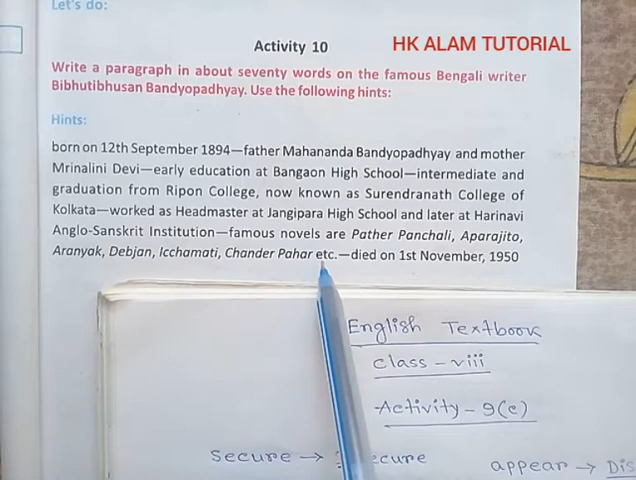 Let's do:
Activity 10
HK ALAM TUTORIAL
Write a paragraph in about seventy words on the famous Bengali writer
Bibhutibhusan Bandyopadhyay. Use the following hints:
Hints:
born on 12th September 1894—father Mahananda Bandyopadhyay and mother
Mrinalini Devi—early education at Bangaon High School—intermediate and
graduation from Ripon College, now known as Surendranath College of
Kolkata—worked as Headmaster at Jangipara High School and later at Harinavi
Anglo-Sanskrit Institution—famous novels are Pather Panchali, Aparajito,
Aranyak, Debjan, Icchamati, Chander Pahar etc.—died on 1st November, 1950
English Textbook
class - viii
Activity - 9(e)
Secure → ecure
appear → Dis